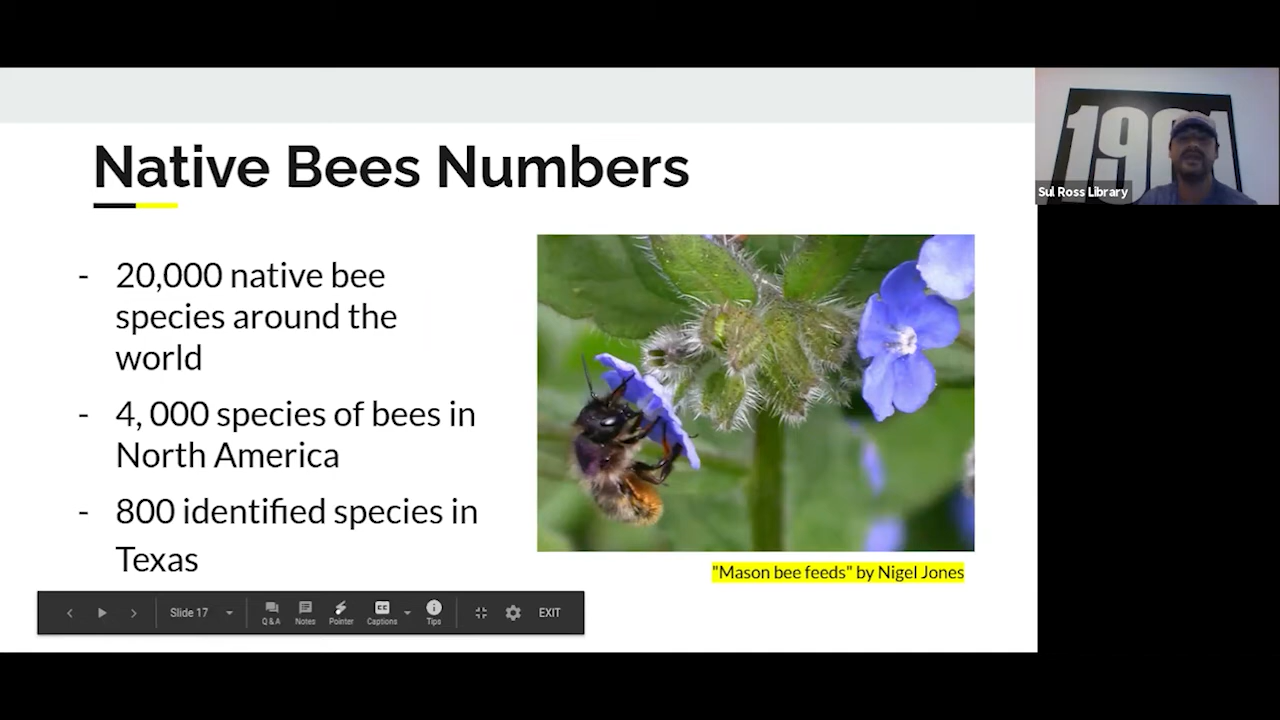 Native Bees Numbers
- 20,000 native bee
species around the
world
- 4, 000 species of bees in
North America
- 800 identified species in
Texas
"Mason bee feeds" by Nigel Jones
Slide 17
Q & A
Notes
Pointer
Captions
Tips
EXIT
190
Sul Ross Library